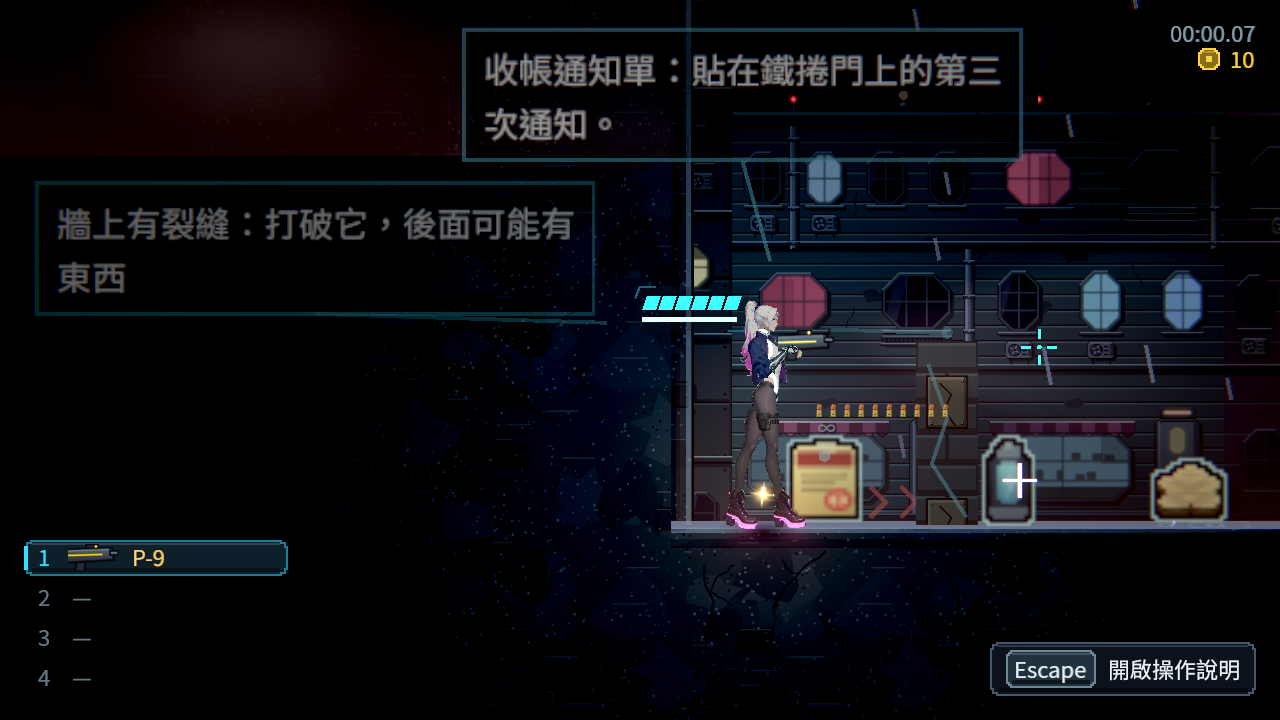 00:00.07
10
收帳通知單：貼在鐵捲門上的第三
次通知。
牆上有裂縫：打破它，後面可能有
東西
∞
1 P-9
2 —
3 —
4 —
Escape 開啟操作說明